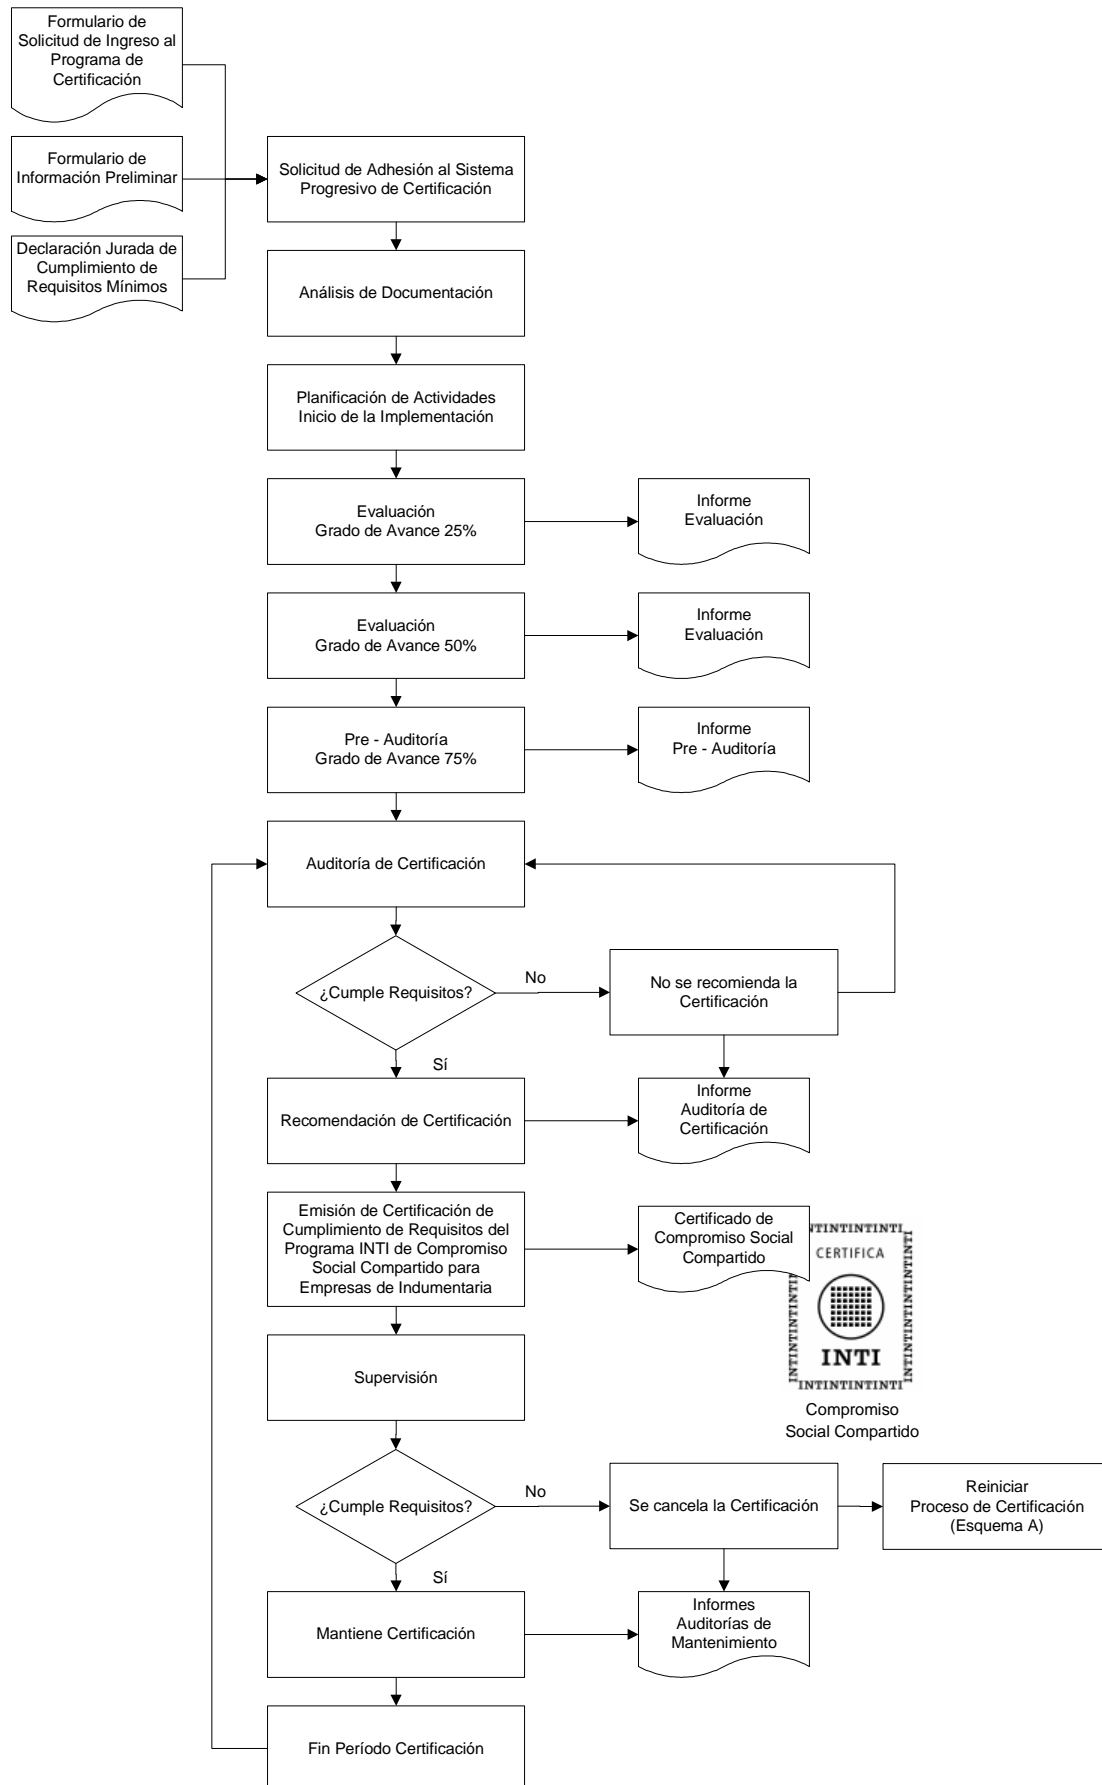 Formulario de
Solicitud de Ingreso al
Programa de
Certificación
Formulario de
Información Preliminar
Declaración Jurada de
Cumplimiento de
Requisitos Mínimos
Solicitud de Adhesión al Sistema
Progresivo de Certificación
Análisis de Documentación
Planificación de Actividades
Inicio de la Implementación
Evaluación
Grado de Avance 25%
Informe
Evaluación
Evaluación
Grado de Avance 50%
Informe
Evaluación
Pre - Auditoría
Grado de Avance 75%
Informe
Pre - Auditoría
Auditoría de Certificación
¿Cumple Requisitos?
No
No se recomienda la
Certificación
Sí
Recomendación de Certificación
Informe
Auditoría de
Certificación
Emisión de Certificación de
Cumplimiento de Requisitos del
Programa INTI de Compromiso
Social Compartido para
Empresas de Indumentaria
Certificado de
Compromiso Social
Compartido
TINTINTINTI
CERTIFICA
INTI
INTINTINTINTI
INTINTINTINTINTI
INTINTINTINTI
Compromiso
Social Compartido
Supervisión
¿Cumple Requisitos?
No
Se cancela la Certificación
Reiniciar
Proceso de Certificación
(Esquema A)
Sí
Mantiene Certificación
Informes
Auditorías de
Mantenimiento
Fin Período Certificación